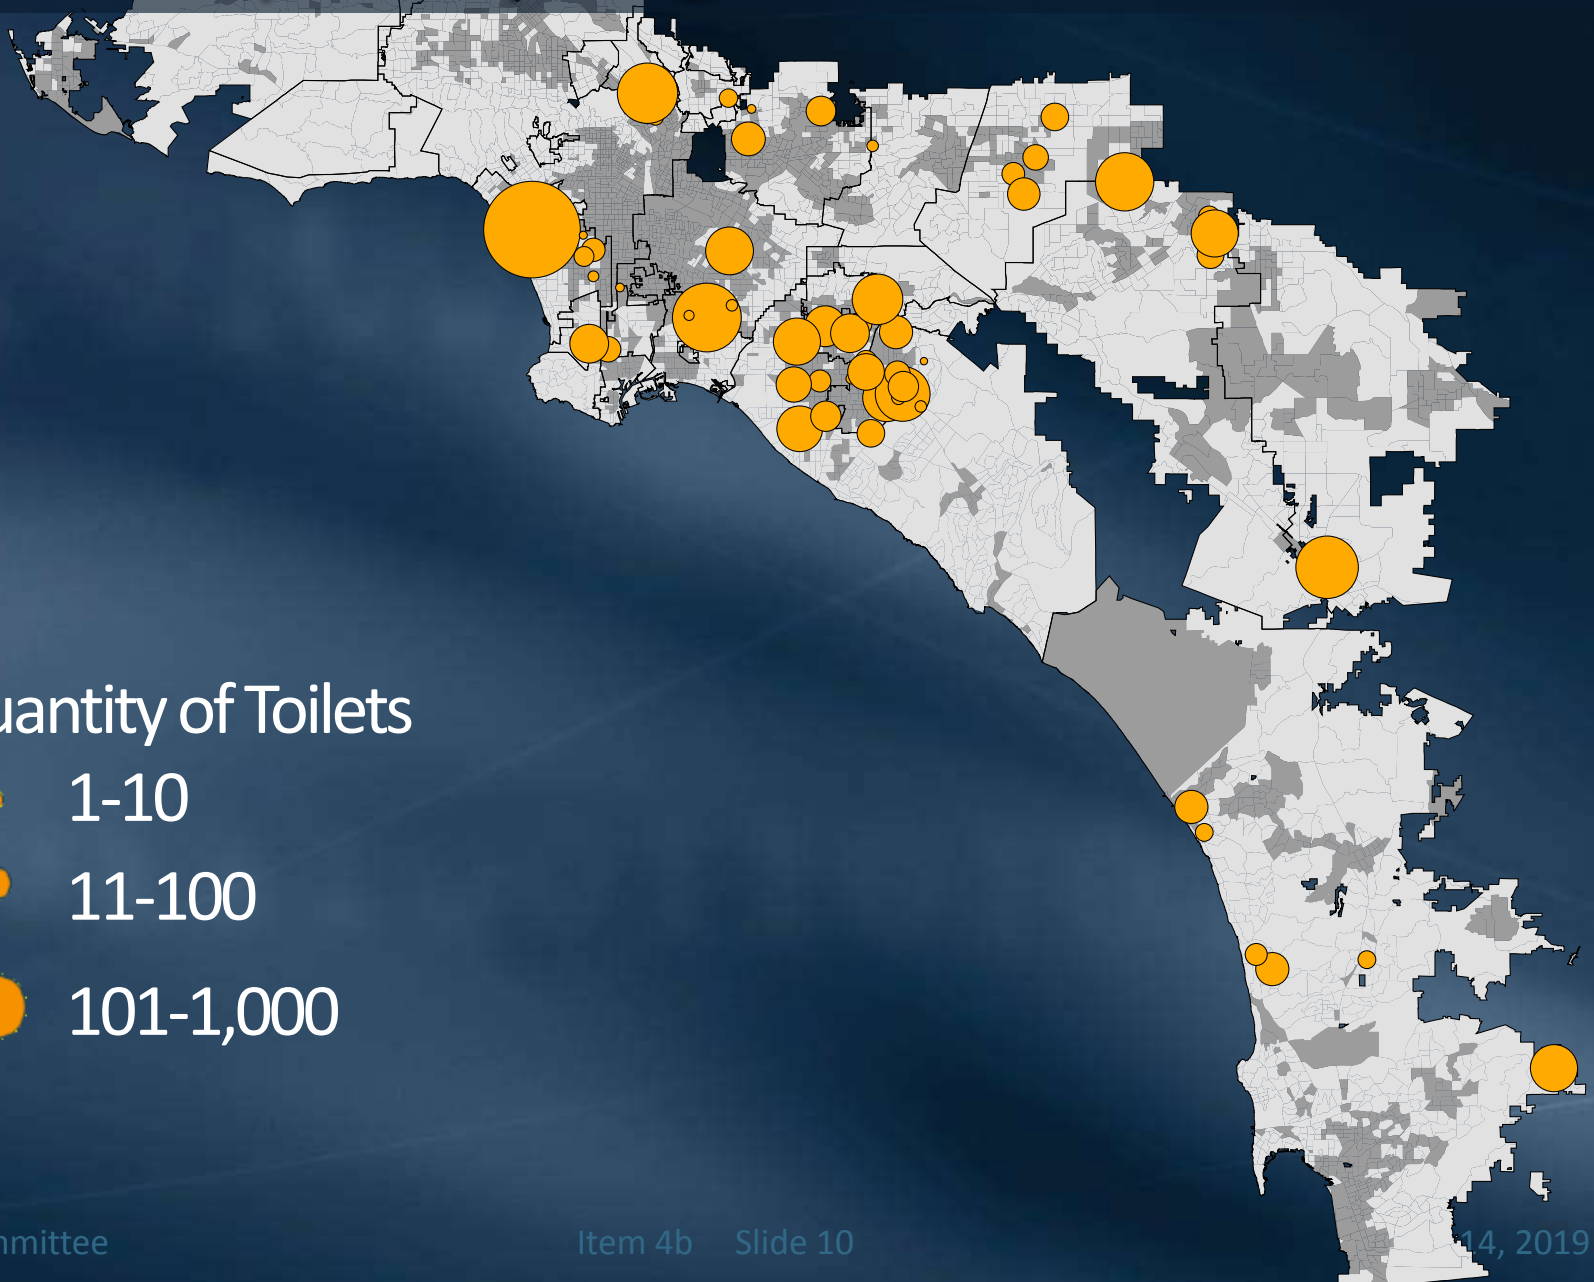 uantity of Toilets
1-10
11-100
101-1,000
mmittee
Item 4b Slide 10
14, 2019